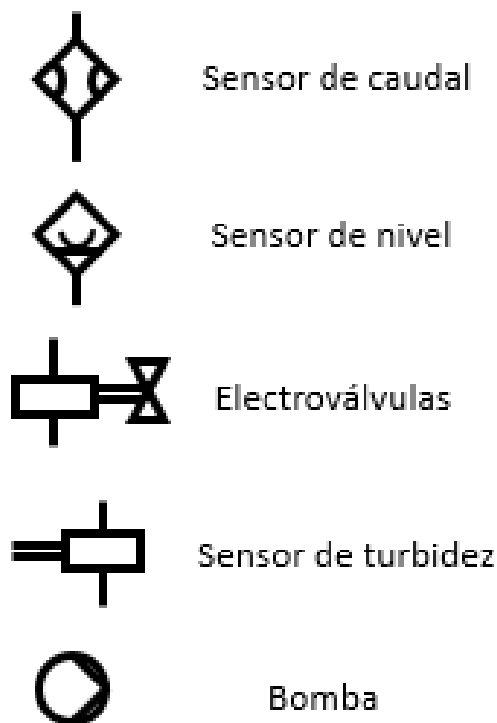 Sensor de caudal
Sensor de nivel
Electroválvulas
Sensor de turbidez
Bomba